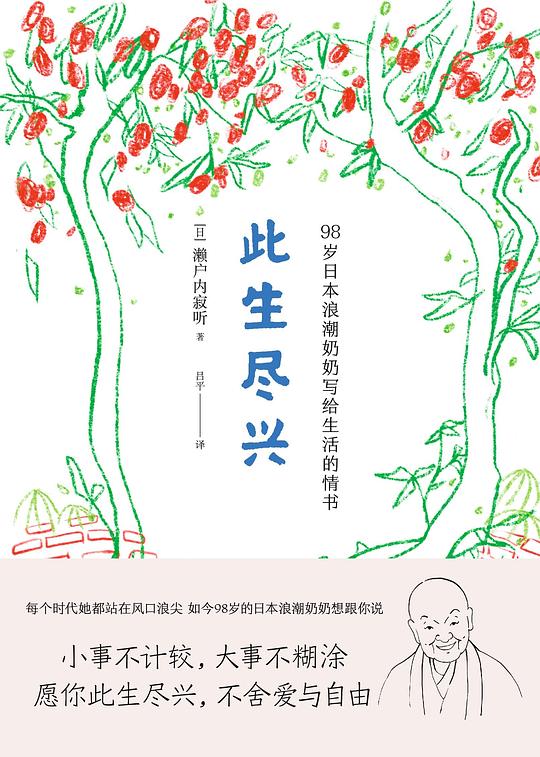 98岁日本浪潮奶奶写给生活的情书
此生尽兴
[日]濑户内寂听 著
吕平——译
每个时代她都站在风口浪尖 如今98岁的日本浪潮奶奶想跟你说
小事不计较,大事不糊涂
愿你此生尽兴,不舍爱与自由